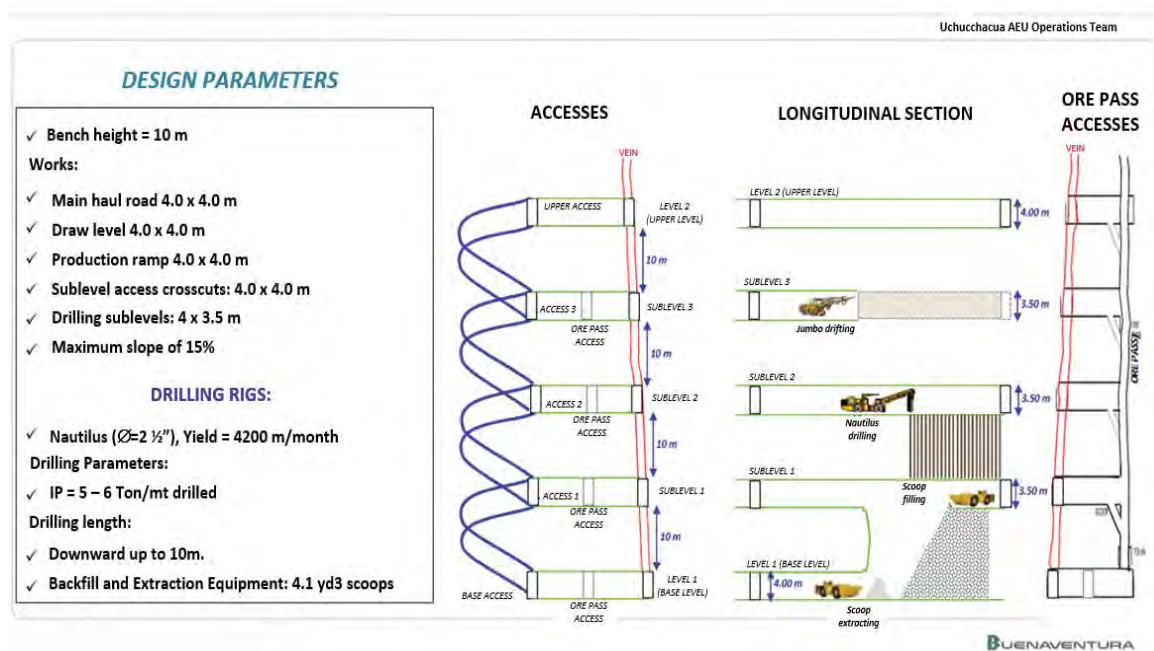 Uchucchacua AEU Operations Team
DESIGN PARAMETERS
✓ Bench height = 10 m
Works:
✓ Main haul road 4.0 x 4.0 m
✓ Draw level 4.0 x 4.0 m
✓ Production ramp 4.0 x 4.0 m
✓ Sublevel access crosscuts: 4.0 x 4.0 m
✓ Drilling sublevels: 4 x 3.5 m
✓ Maximum slope of 15%
DRILLING RIGS:
✓ Nautilus (Ø=2 ½"), Yield = 4200 m/month
Drilling Parameters:
✓ IP = 5 – 6 Ton/mt drilled
Drilling length:
✓ Downward up to 10m.
✓ Backfill and Extraction Equipment: 4.1 yd3 scoops
ACCESSES
VEIN
UPPER ACCESS
LEVEL 2
(UPPER LEVEL)
10 m
ACCESS 3
SUBLEVEL 3
ORE PASS
ACCESS
10 m
ACCESS 2
SUBLEVEL 2
ORE PASS
ACCESS
10 m
ACCESS 1
SUBLEVEL 1
ORE PASS
ACCESS
10 m
BASE ACCESS
LEVEL 1
(BASE LEVEL)
ORE PASS
ACCESS
LONGITUDINAL SECTION
LEVEL 2 (UPPER LEVEL)
4.00 m
SUBLEVEL 3
3.50 m
Jumbo drifting
SUBLEVEL 2
3.50 m
Nautilus
drilling
SUBLEVEL 1
Scoop
filling
3.50 m
LEVEL 1 (BASE LEVEL)
4.00 m
Scoop
extracting
ORE PASS
ACCESSES
VEIN
ORE PASS
BUENAVENTURA